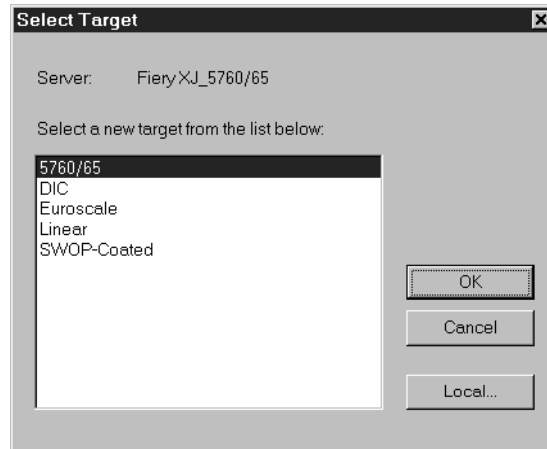 Select Target
Server: Fiery XJ_5760/65
Select a new target from the list below:
5760/65
DIC
Euroscale
Linear
SWOP-Coated
OK
Cancel
Local...